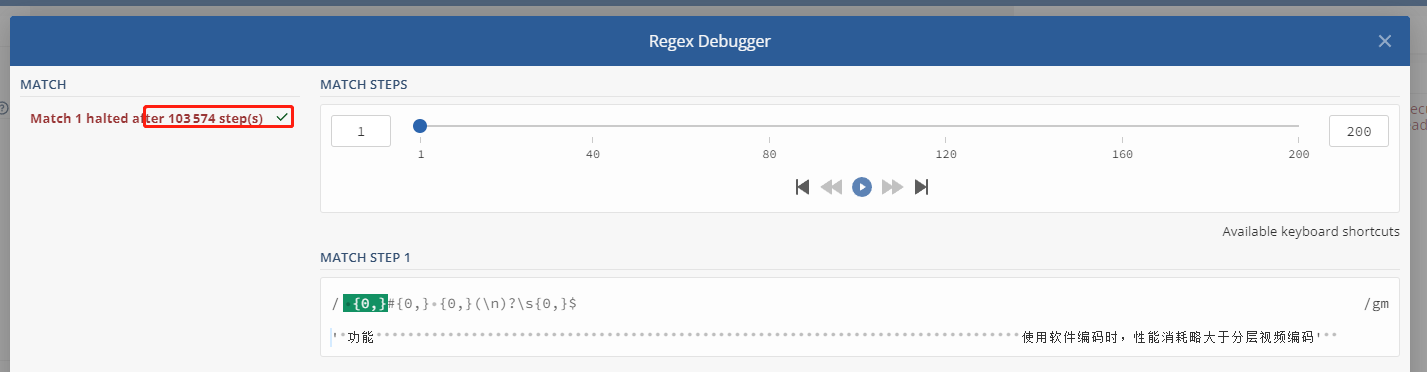 Regex Debugger
MATCH
Match 1 halted after 103 574 step(s)
MATCH STEPS
1
200
1 40 80 120 160 200
Available keyboard shortcuts
MATCH STEP 1
/ ·{0,}#{0,}·{0,}(\n)?\s{0,}$ /gm
'·功能·················································································使用软件编码时，性能消耗略大于分层视频编码'··